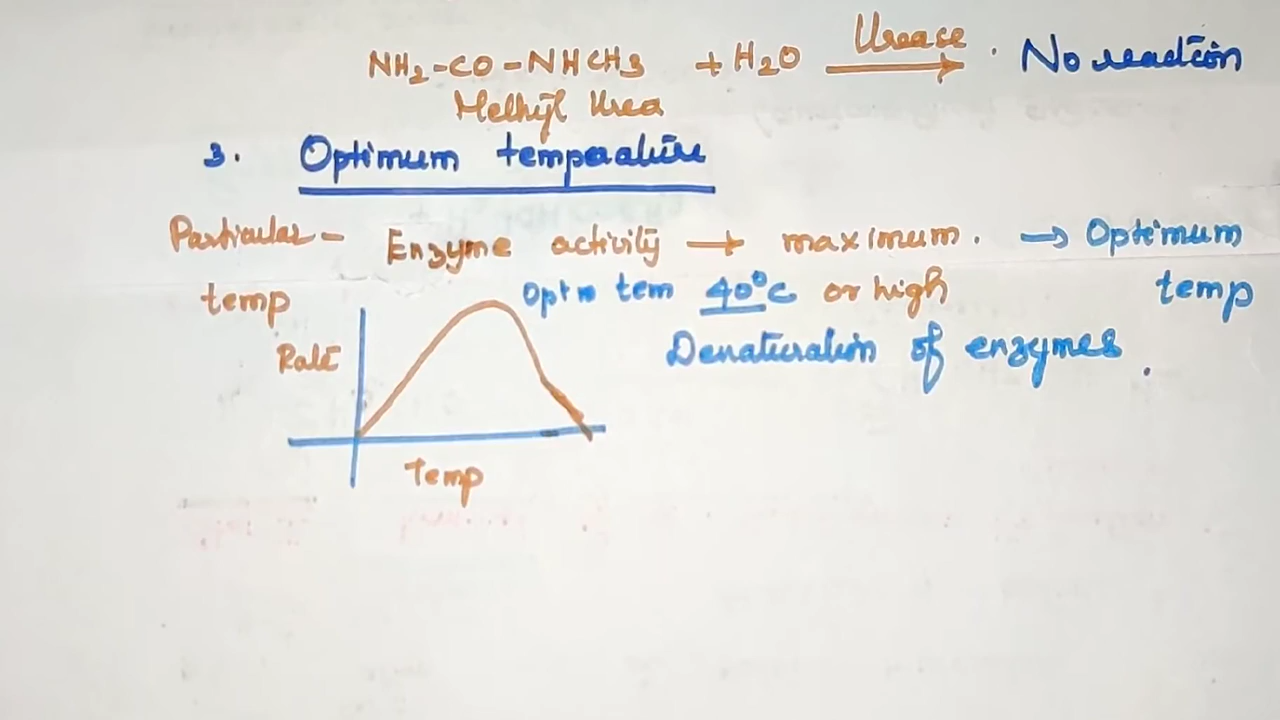 NH₂-CO-NHCH₃ + H₂O Urease → No reaction
Methyl Urea
3. Optimum temperature
Particular - Enzyme activity → maximum. → Optimum
temp Optm tem 40°C or high temp
Rate Denaturation of enzymes.
Temp